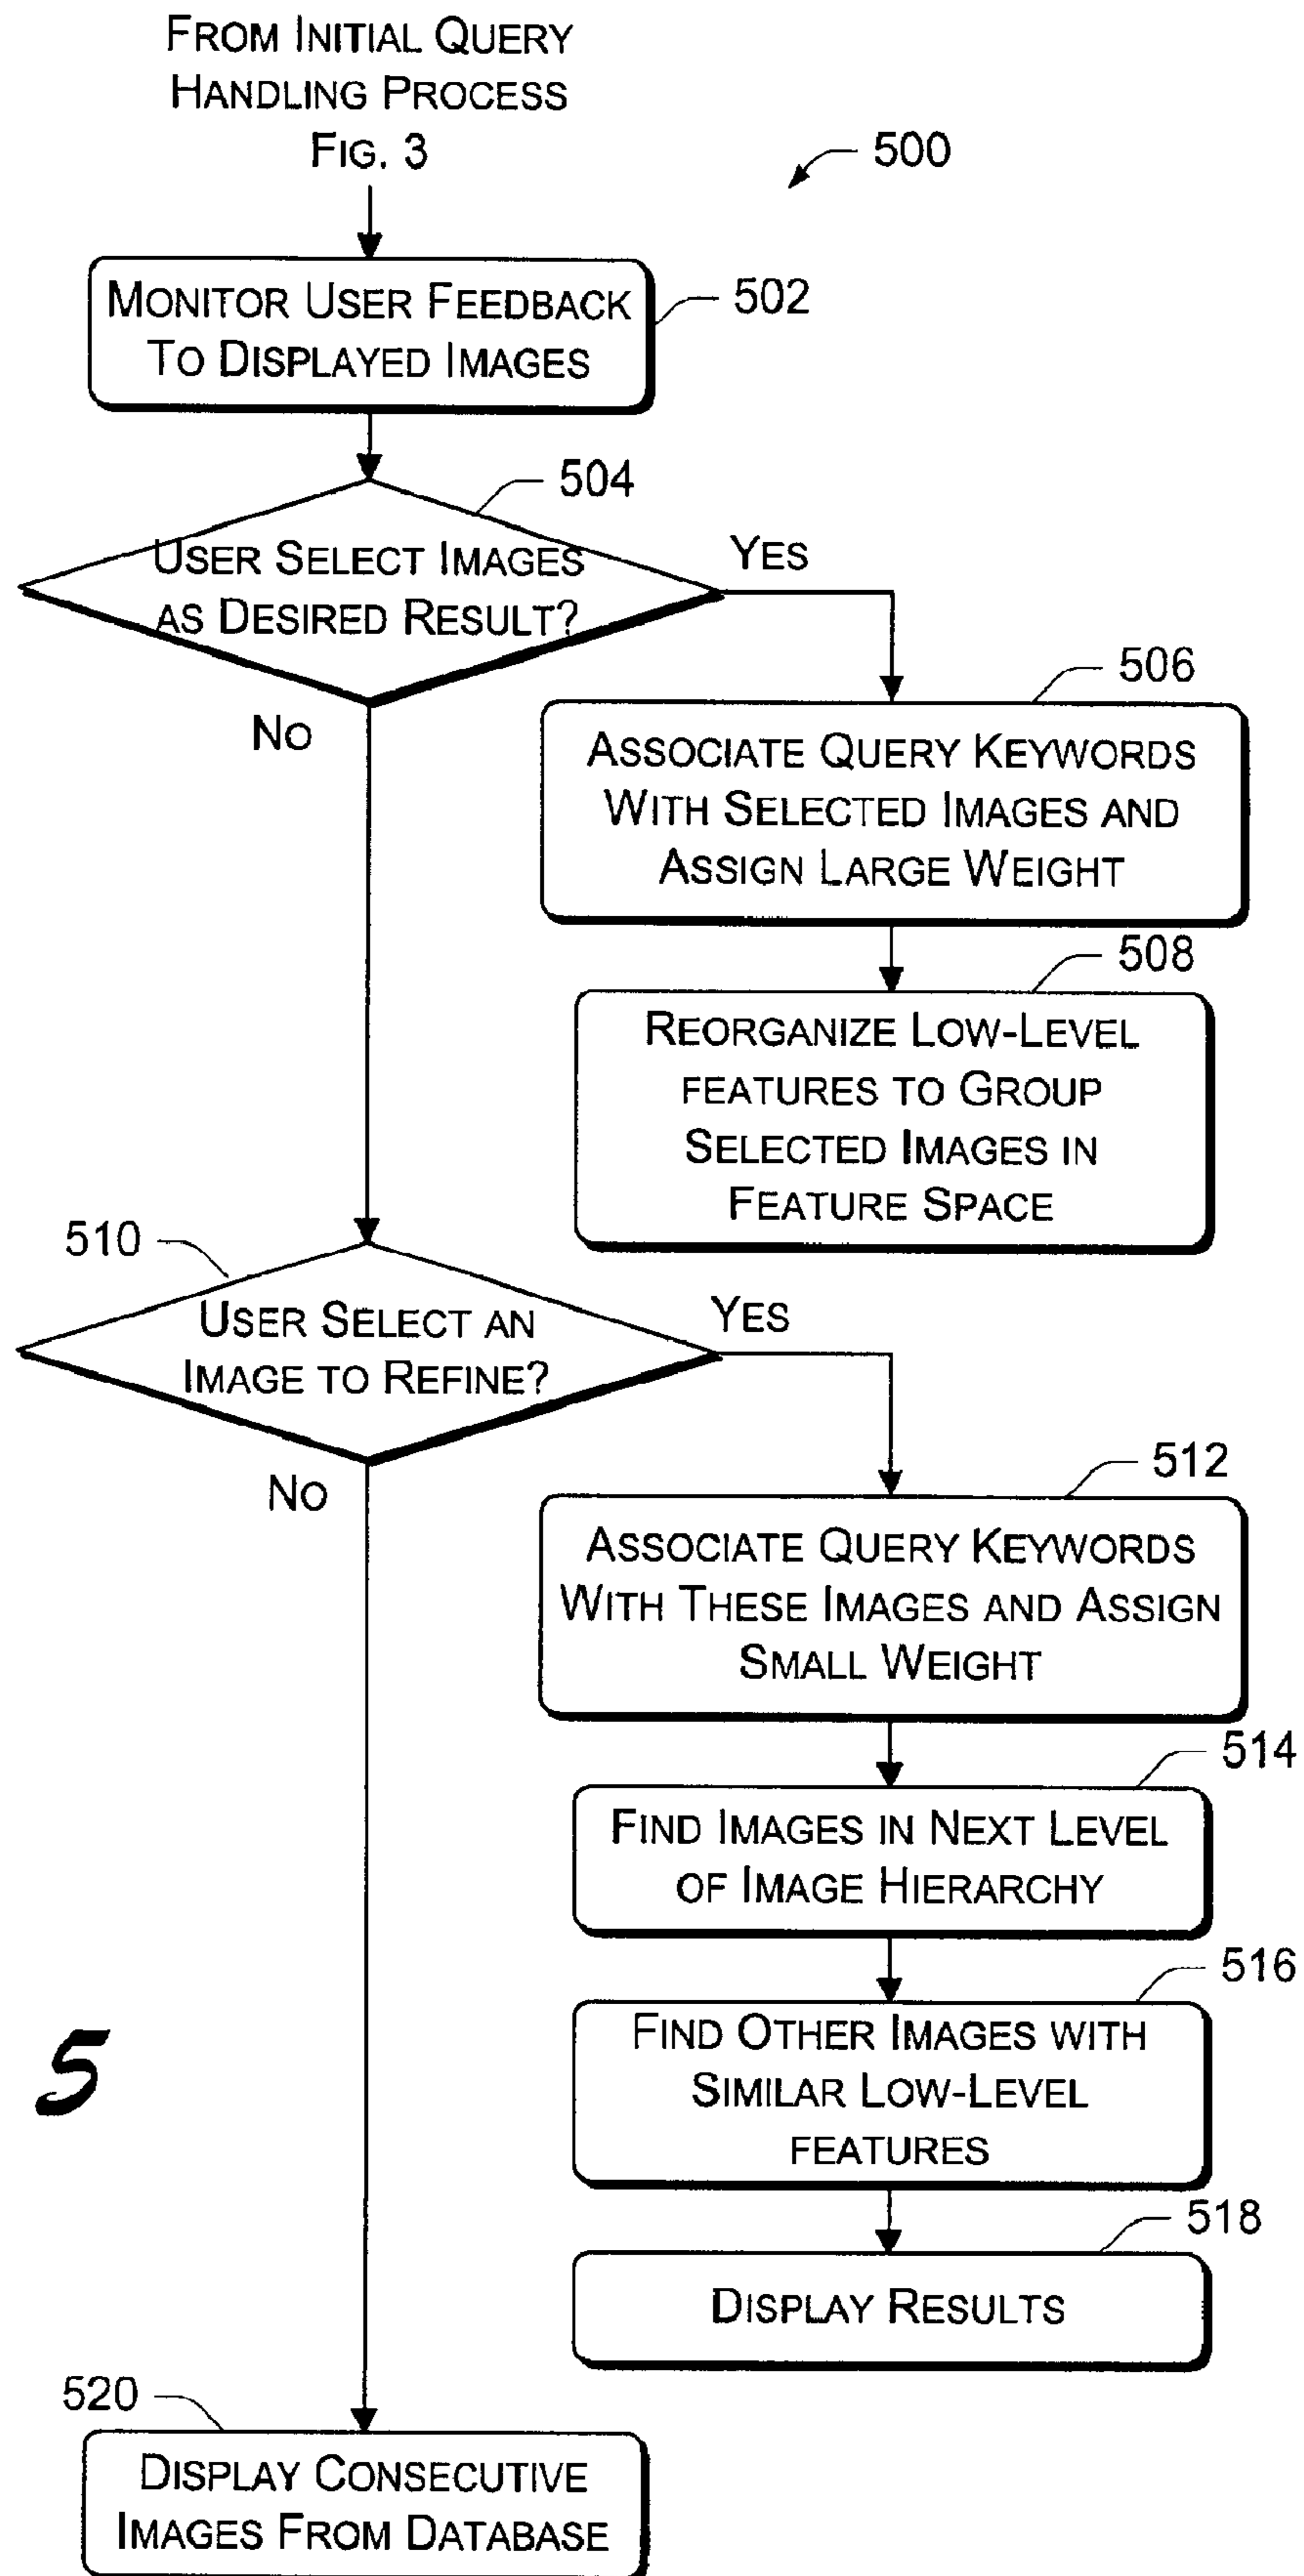 FROM INITIAL QUERY
HANDLING PROCESS
FIG. 3
500
MONITOR USER FEEDBACK
TO DISPLAYED IMAGES
502
504
USER SELECT IMAGES
AS DESIRED RESULT?
YES
NO
506
ASSOCIATE QUERY KEYWORDS
WITH SELECTED IMAGES AND
ASSIGN LARGE WEIGHT
508
REORGANIZE LOW-LEVEL
FEATURES TO GROUP
SELECTED IMAGES IN
FEATURE SPACE
510
USER SELECT AN
IMAGE TO REFINE?
YES
NO
512
ASSOCIATE QUERY KEYWORDS
WITH THESE IMAGES AND ASSIGN
SMALL WEIGHT
514
FIND IMAGES IN NEXT LEVEL
OF IMAGE HIERARCHY
516
FIND OTHER IMAGES WITH
SIMILAR LOW-LEVEL
FEATURES
5
518
DISPLAY RESULTS
520
DISPLAY CONSECUTIVE
IMAGES FROM DATABASE